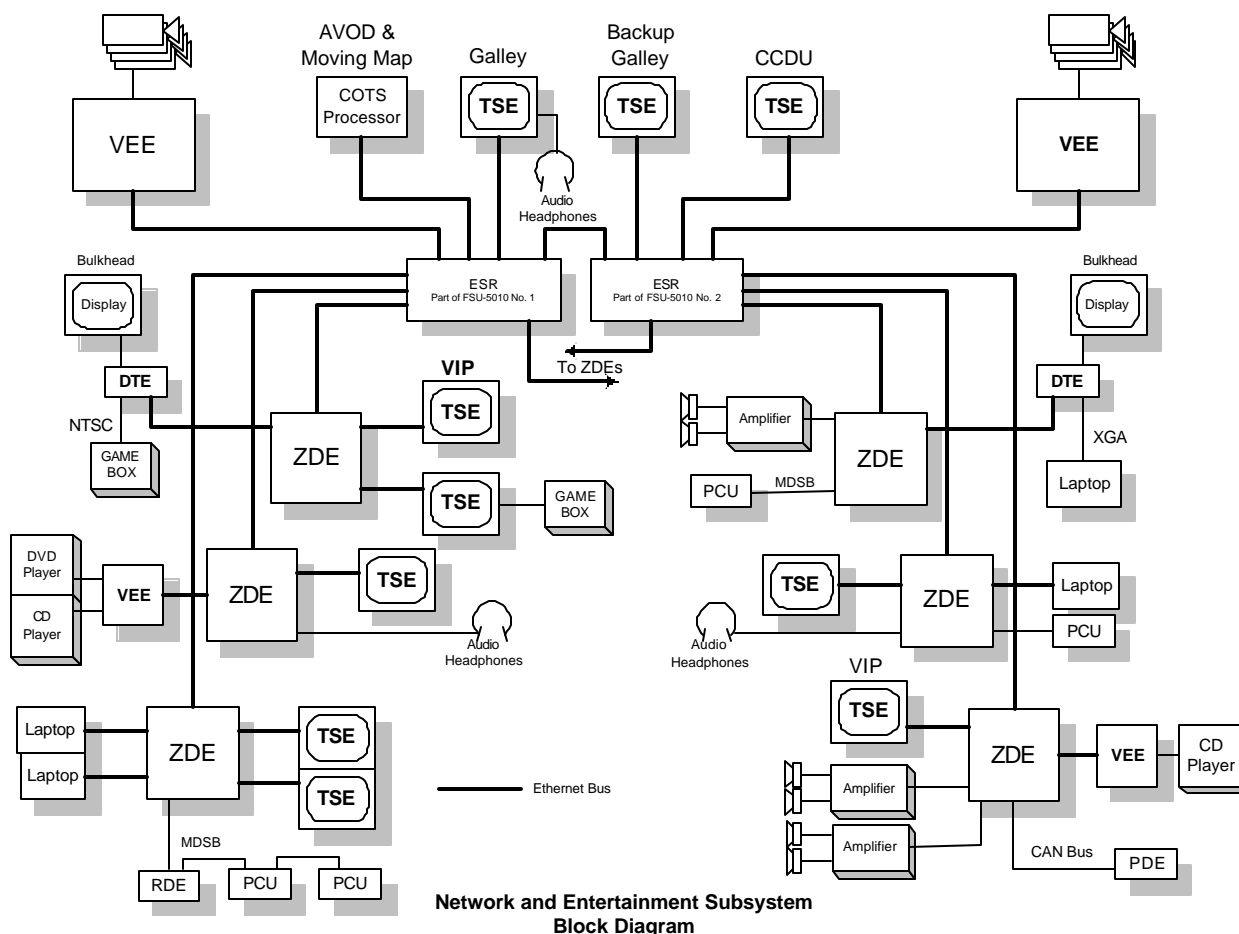 AVOD &
Moving Map
Galley
Backup
Galley
CCDU
VEE
COTS
Processor
TSE
TSE
TSE
VEE
Audio
Headphones
Bulkhead
Display
ESR
Part of FSU-5010 No. 1
ESR
Part of FSU-5010 No. 2
Bulkhead
Display
To ZDEs
DTE
NTSC
GAME
BOX
VIP
TSE
ZDE
TSE
GAME
BOX
Amplifier
ZDE
PCU
MDSB
DTE
XGA
Laptop
DVD
Player
CD
Player
VEE
ZDE
TSE
Audio
Headphones
TSE
ZDE
Laptop
PCU
Audio
Headphones
Laptop
Laptop
ZDE
TSE
TSE
MDSB
RDE
PCU
PCU
Ethernet Bus
VIP
TSE
ZDE
VEE
CD
Player
Amplifier
Amplifier
CAN Bus
PDE
Network and Entertainment Subsystem
Block Diagram